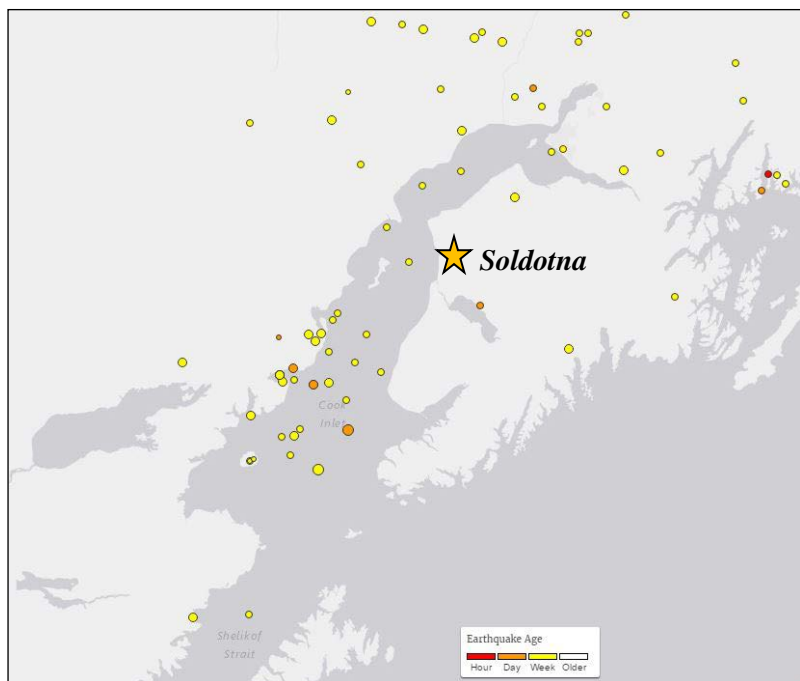 Soldotna
Cook
Inlet
Shelikof
Strait
Earthquake Age
Hour Day Week Older